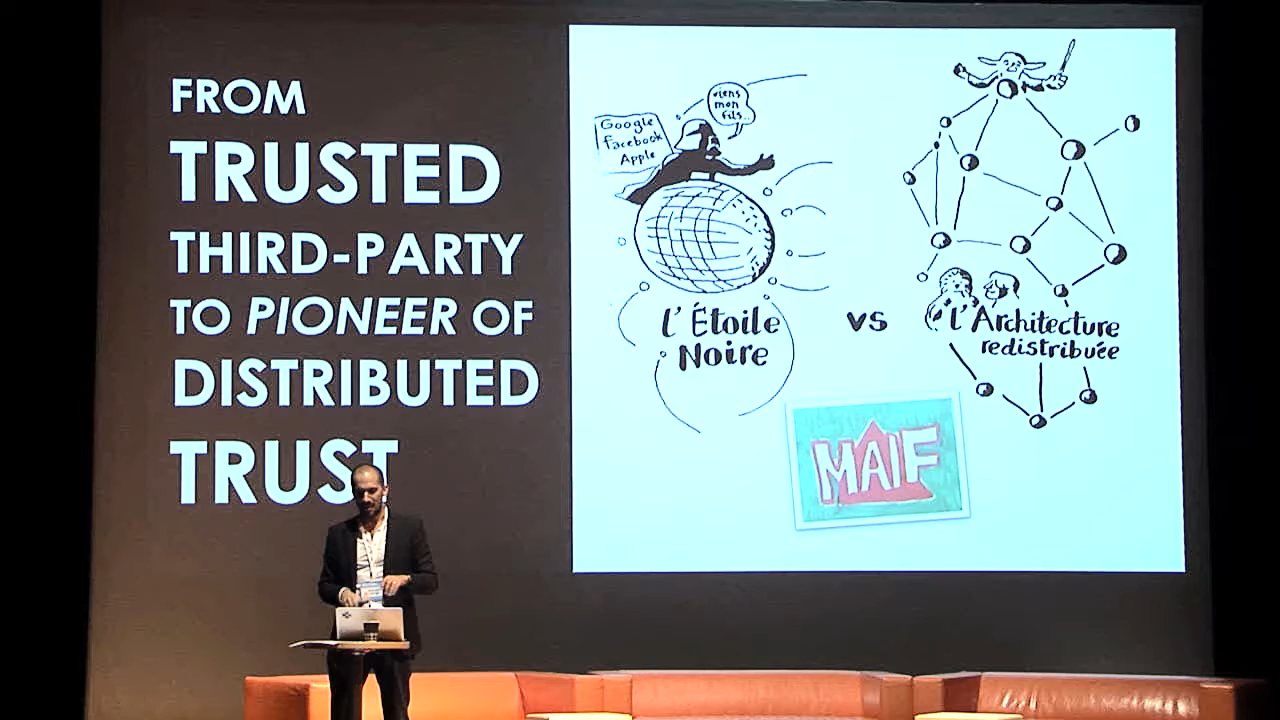 FROM
TRUSTED
THIRD-PARTY
TO PIONEER OF
DISTRIBUTED
TRUST
Google
Facebook
Apple
viens
mon
fils...
L'Étoile
Noire
vs
L'Architecture
redistribuée
MAIF